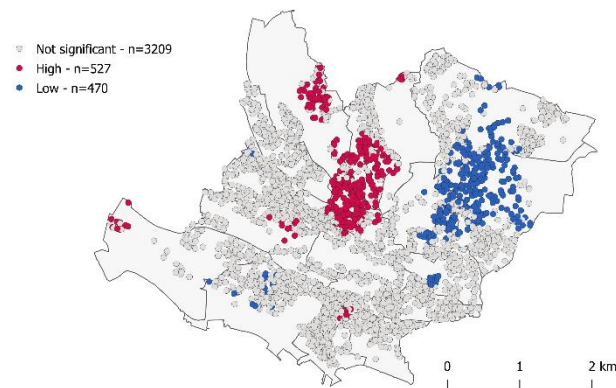 Not significant - n=3209
High - n=527
Low - n=470
0 1 2 km